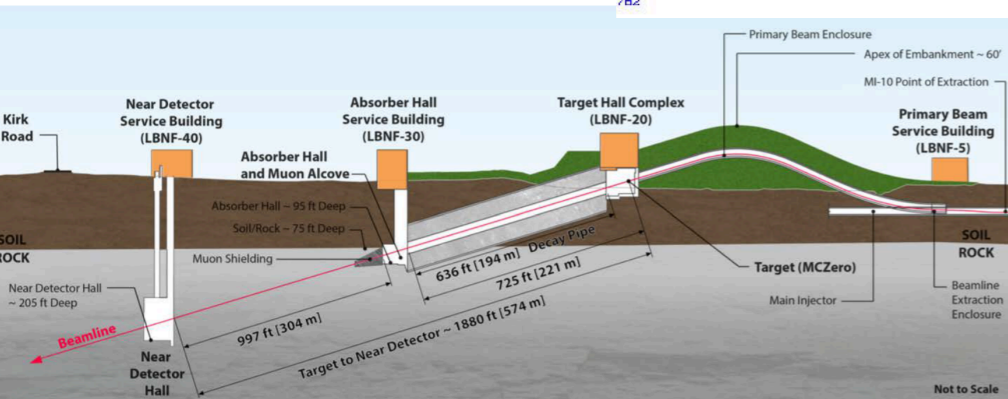 Primary Beam Enclosure
Apex of Embankment ~ 60'
MI-10 Point of Extraction
Kirk
Road
Near Detector
Service Building
(LBNF-40)
Absorber Hall
Service Building
(LBNF-30)
Target Hall Complex
(LBNF-20)
Primary Beam
Service Building
(LBNF-5)
Absorber Hall
and Muon Alcove
Absorber Hall ~ 95 ft Deep
Soil/Rock ~ 75 ft Deep
Muon Shielding
SOIL
ROCK
SOIL
ROCK
Near Detector Hall
~ 205 ft Deep
636 ft [194 m] Decay Pipe
725 ft [221 m]
Target (MCZero)
Main Injector
Beamline
Extraction
Enclosure
997 ft [304 m]
Target to Near Detector ~ 1880 ft [574 m]
Beamline
Near
Detector
Hall
Not to Scale